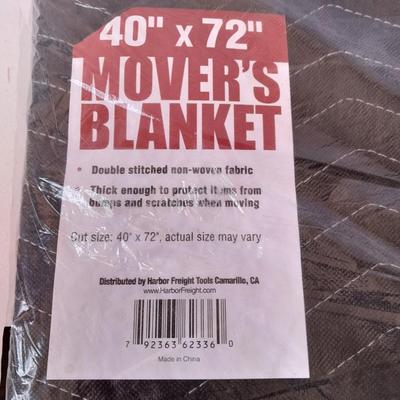 40" x 72"
MOVER'S
BLANKET
• Double stitched non-woven fabric
• Thick enough to protect items from
bumps and scratches when moving
Cut size: 40" x 72", actual size may vary
Distributed by Harbor Freight Tools Camarillo, CA
www.HarborFreight.com
7 92363 62336 0
Made in China